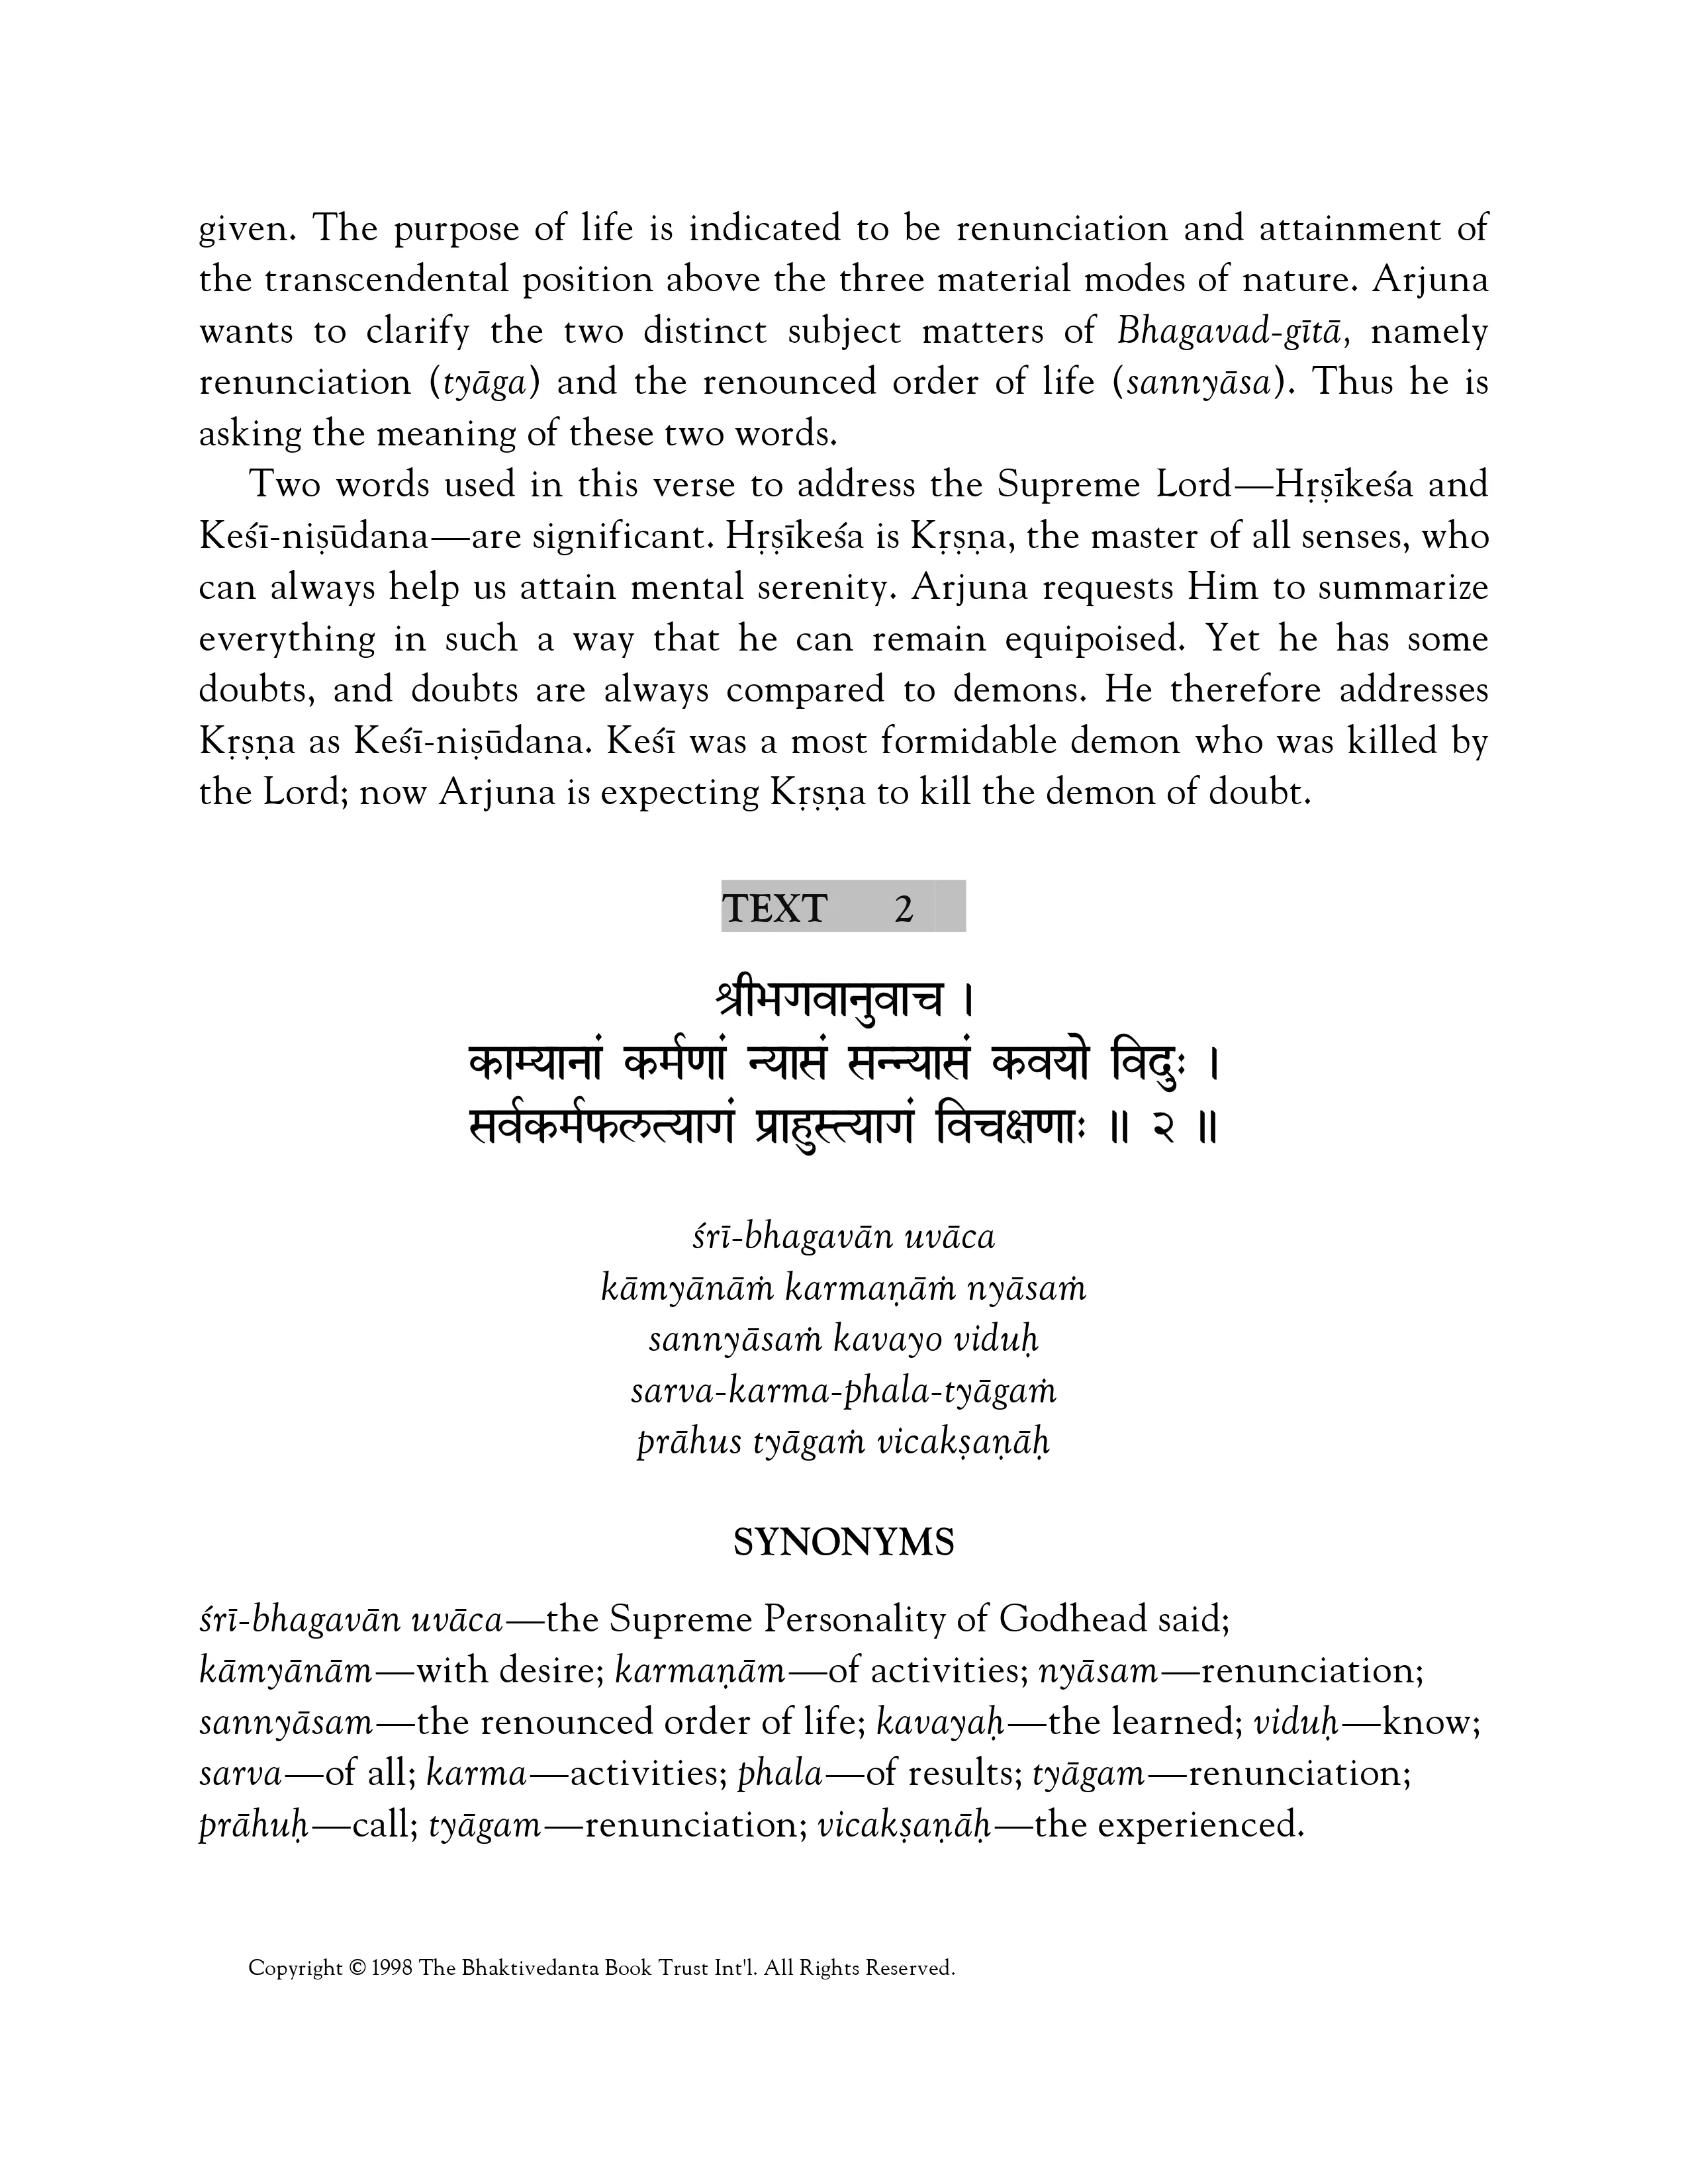 given. The purpose of life is indicated to be renunciation and attainment of
the transcendental position above the three material modes of nature. Arjuna
wants to clarify the two distinct subject matters of Bhagavad-gītā, namely
renunciation (tyāga) and the renounced order of life (sannyāsa). Thus he is
asking the meaning of these two words.
Two words used in this verse to address the Supreme Lord—Hṛṣīkeśa and
Keśī-niṣūdana—are significant. Hṛṣīkeśa is Kṛṣṇa, the master of all senses, who
can always help us attain mental serenity. Arjuna requests Him to summarize
everything in such a way that he can remain equipoised. Yet he has some
doubts, and doubts are always compared to demons. He therefore addresses
Kṛṣṇa as Keśī-niṣūdana. Keśī was a most formidable demon who was killed by
the Lord; now Arjuna is expecting Kṛṣṇa to kill the demon of doubt.
TEXT 2
श्रीभगवानुवाच ।
काम्यानां कर्मणां न्यासं सन्न्यासं कवयो विदुः ।
सर्वकर्मफलत्यागं प्राहुस्त्यागं विचक्षणाः ॥ २ ॥
śrī-bhagavān uvāca
kāmyānāṁ karmaṇāṁ nyāsaṁ
sannyāsaṁ kavayo viduḥ
sarva-karma-phala-tyāgaṁ
prāhus tyāgaṁ vicakṣaṇāḥ
SYNONYMS
śrī-bhagavān uvāca—the Supreme Personality of Godhead said;
kāmyānām—with desire; karmaṇām—of activities; nyāsam—renunciation;
sannyāsam—the renounced order of life; kavayaḥ—the learned; viduḥ—know;
sarva—of all; karma—activities; phala—of results; tyāgam—renunciation;
prāhuḥ—call; tyāgam—renunciation; vicakṣaṇāḥ—the experienced.
Copyright © 1998 The Bhaktivedanta Book Trust Int'l. All Rights Reserved.